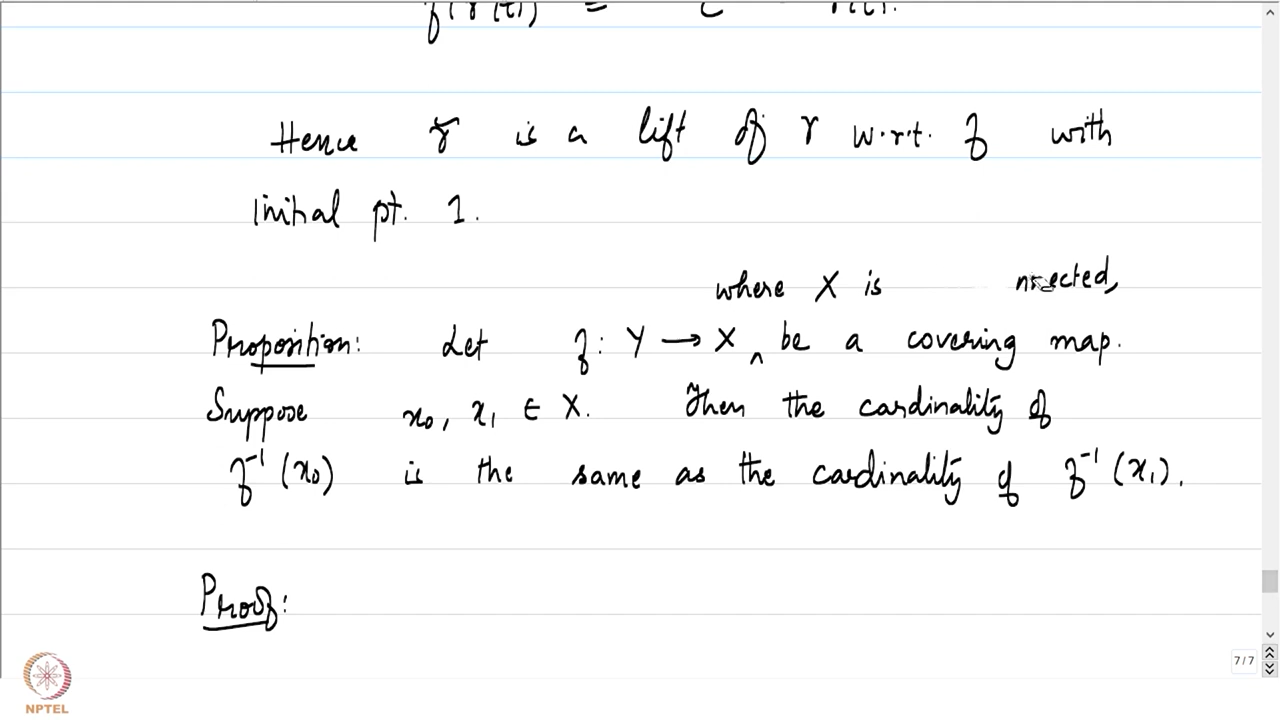 Hence γ̃ is a lift of γ w.r.t. f with
initial pt. 1.
where X is nnected,
Proposition: Let f: Y → X ^ be a covering map.
Suppose x₀, x₁ ∈ X. Then the cardinality of
f⁻¹(x₀) is the same as the cardinality of f⁻¹(x₁).
Proof:
7/7
NPTEL